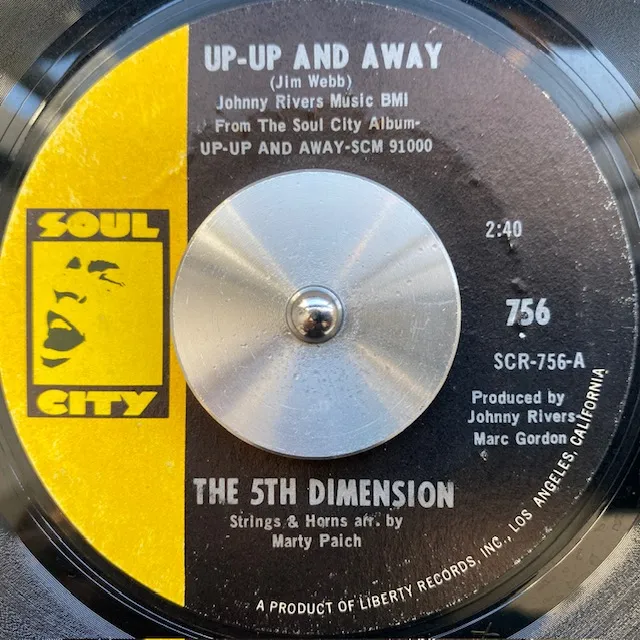 UP-UP AND AWAY
(Jim Webb)
Johnny Rivers Music BMI
From The Soul City Album-
UP-UP AND AWAY-SCM 91000
SOUL
CITY
2:40
756
SCR-756-A
Produced by
Johnny Rivers-
Marc Gordon
THE 5TH DIMENSION
Strings & Horns arr. by
Marty Paich
A PRODUCT OF LIBERTY RECORDS, INC., LOS ANGELES, CALIFORNIA